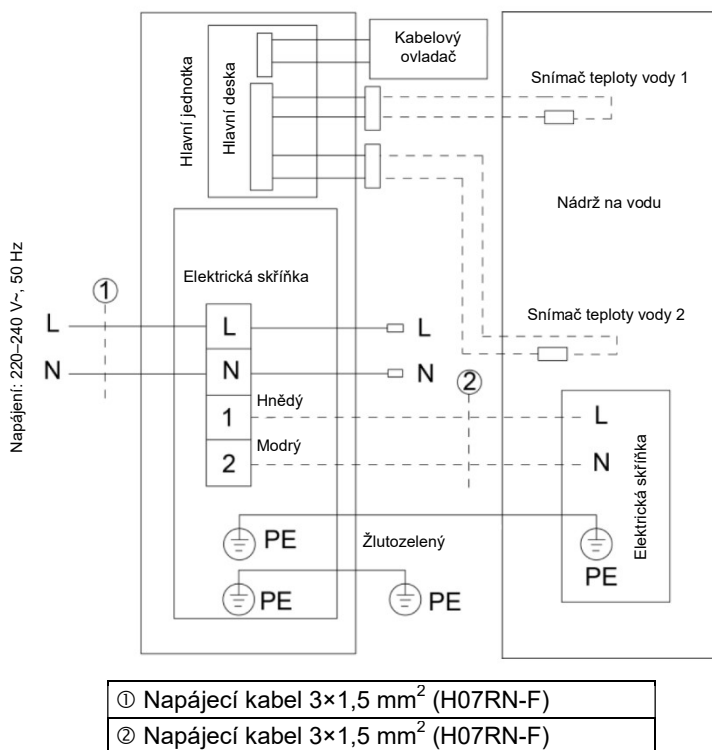 Kabelový
ovladač
Hlavní jednotka
Hlavní deska
Snímač teploty vody 1
Nádrž na vodu
Snímač teploty vody 2
Napájení: 220–240 V~, 50 Hz
Elektrická skříňka
①
L
L
L
N
N
N
②
1
Hnědý
L
2
Modrý
N
Elektrická skříňka
PE
Žlutozelený
PE
PE
PE
① Napájecí kabel 3×1,5 mm² (H07RN-F)
② Napájecí kabel 3×1,5 mm² (H07RN-F)